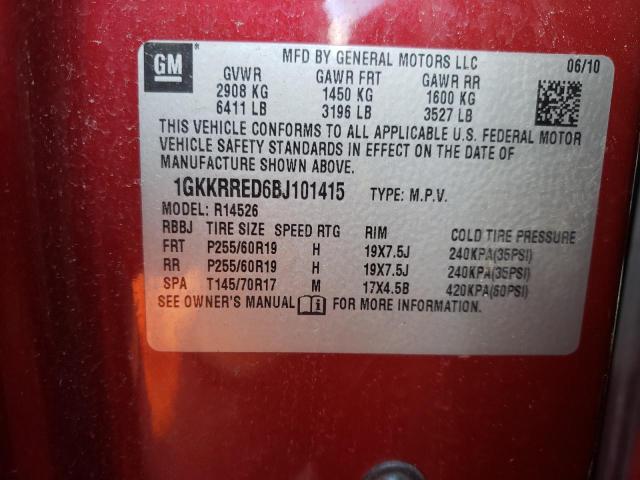 GM MFD BY GENERAL MOTORS LLC 06/10
GVWR GAWR FRT GAWR RR
2908 KG 1450 KG 1600 KG
6411 LB 3196 LB 3527 LB
THIS VEHICLE CONFORMS TO ALL APPLICABLE U.S. FEDERAL MOTOR
VEHICLE SAFETY STANDARDS IN EFFECT ON THE DATE OF
MANUFACTURE SHOWN ABOVE.
1GKKRRED6BJ101415 TYPE: M.P.V.
MODEL: R14526
RBBJ TIRE SIZE SPEED RTG RIM COLD TIRE PRESSURE
FRT P255/60R19 H 19X7.5J 240KPA(35PSI)
RR P255/60R19 H 19X7.5J 240KPA(35PSI)
SPA T145/70R17 M 17X4.5B 420KPA(60PSI)
SEE OWNER'S MANUAL FOR MORE INFORMATION.